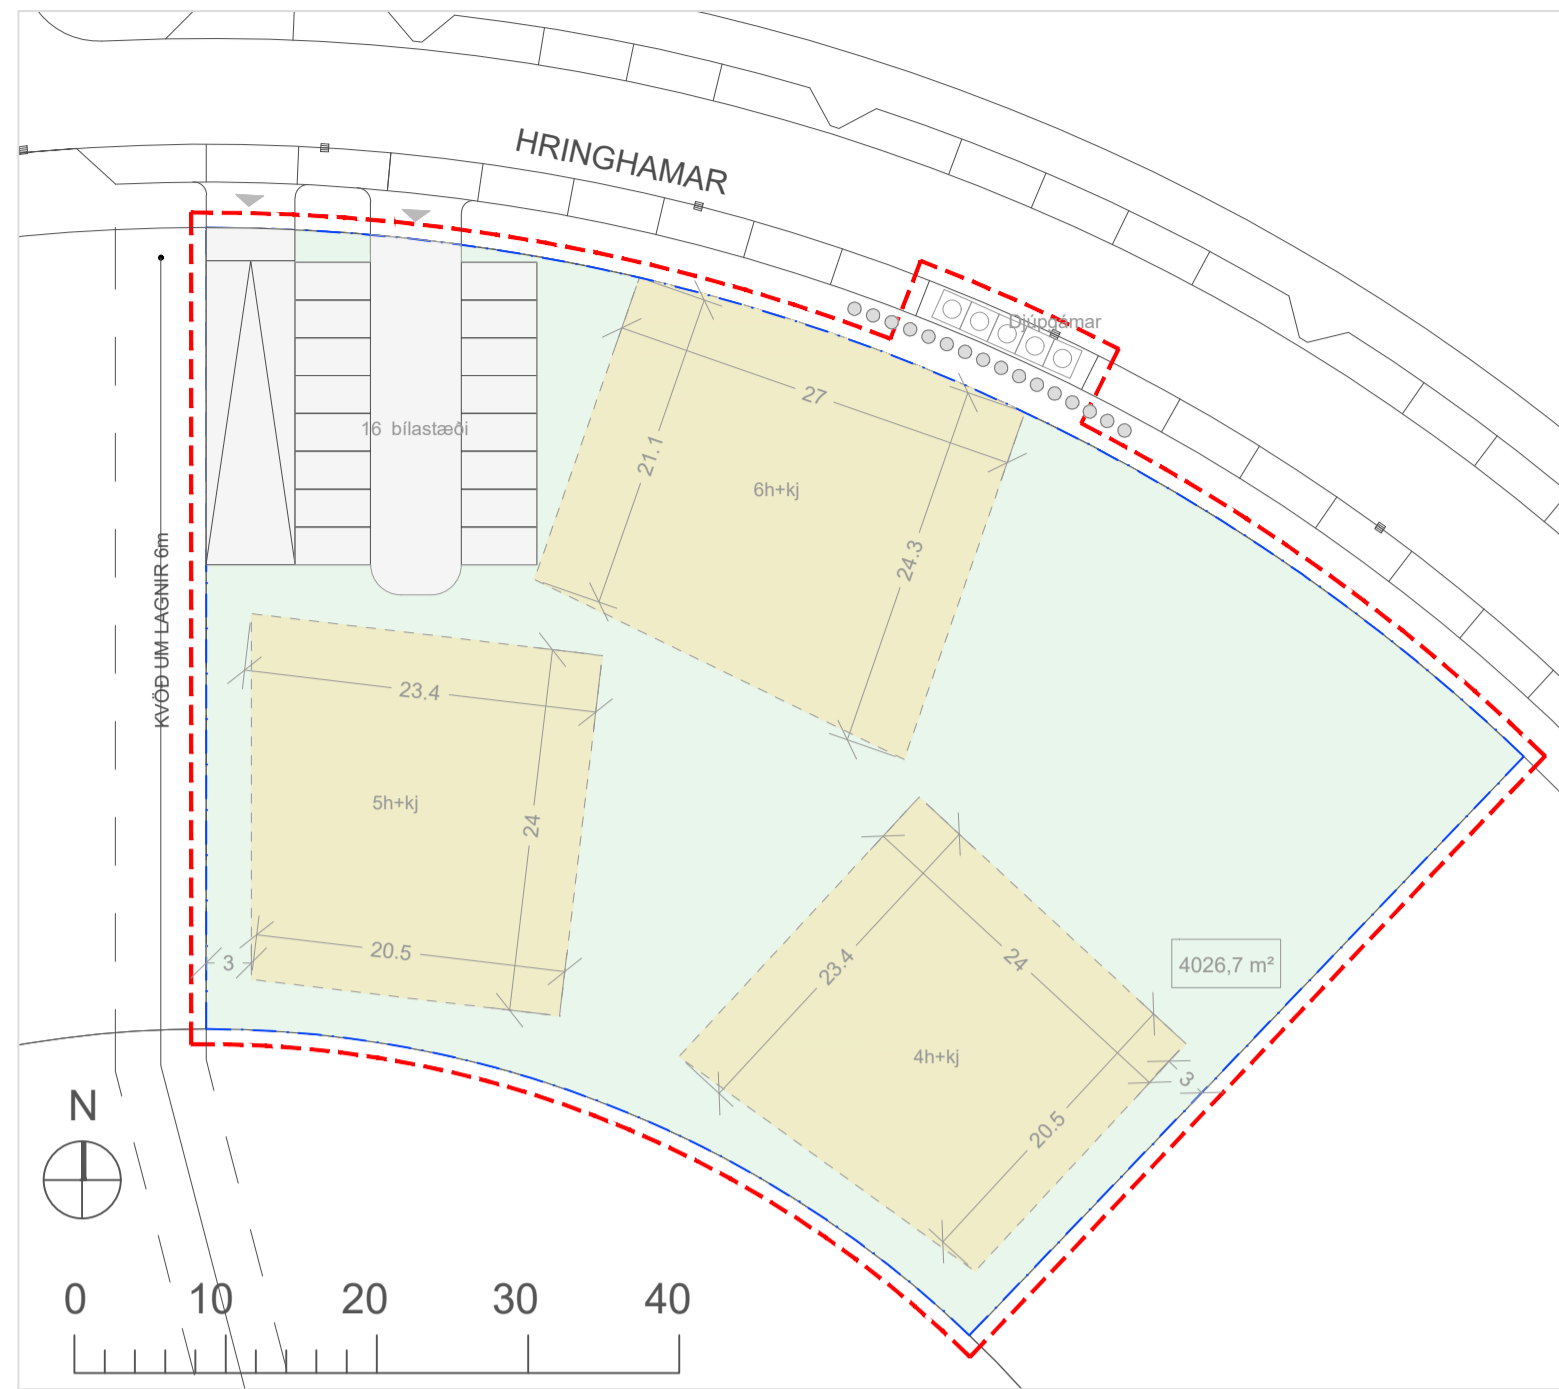 HRINGHAMAR
Djúpgámar
27
16 bílastæði
21.1
6h+kj
24.3
KVÖÐ UM LAGNIR 6m
23.4
5h+kj
24
20.5
3
23.4
24
4026,7 m²
4h+kj
3
20.5
N
0 10 20 30 40